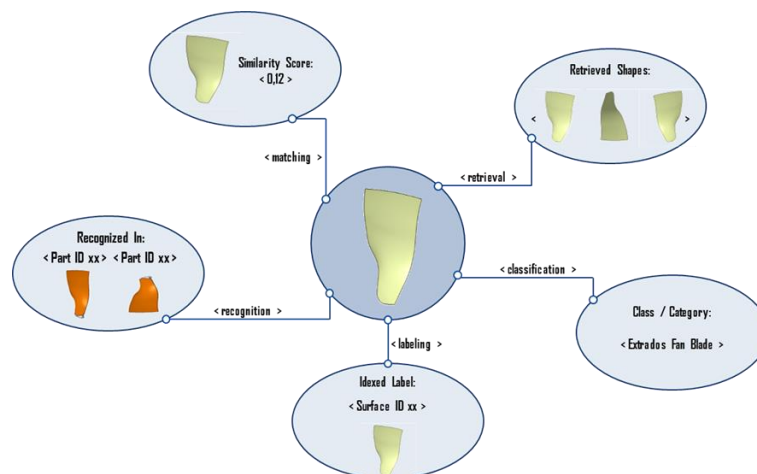 Similarity Score:
< 0,12 >
Retrieved Shapes:
< >
< matching >
< retrieval >
Recognized In:
< Part ID xx > < Part ID xx >
< classification >
Class / Category:
< Extrados Fan Blade >
< recognition >
< labeling >
Idexed Label:
< Surface ID xx >